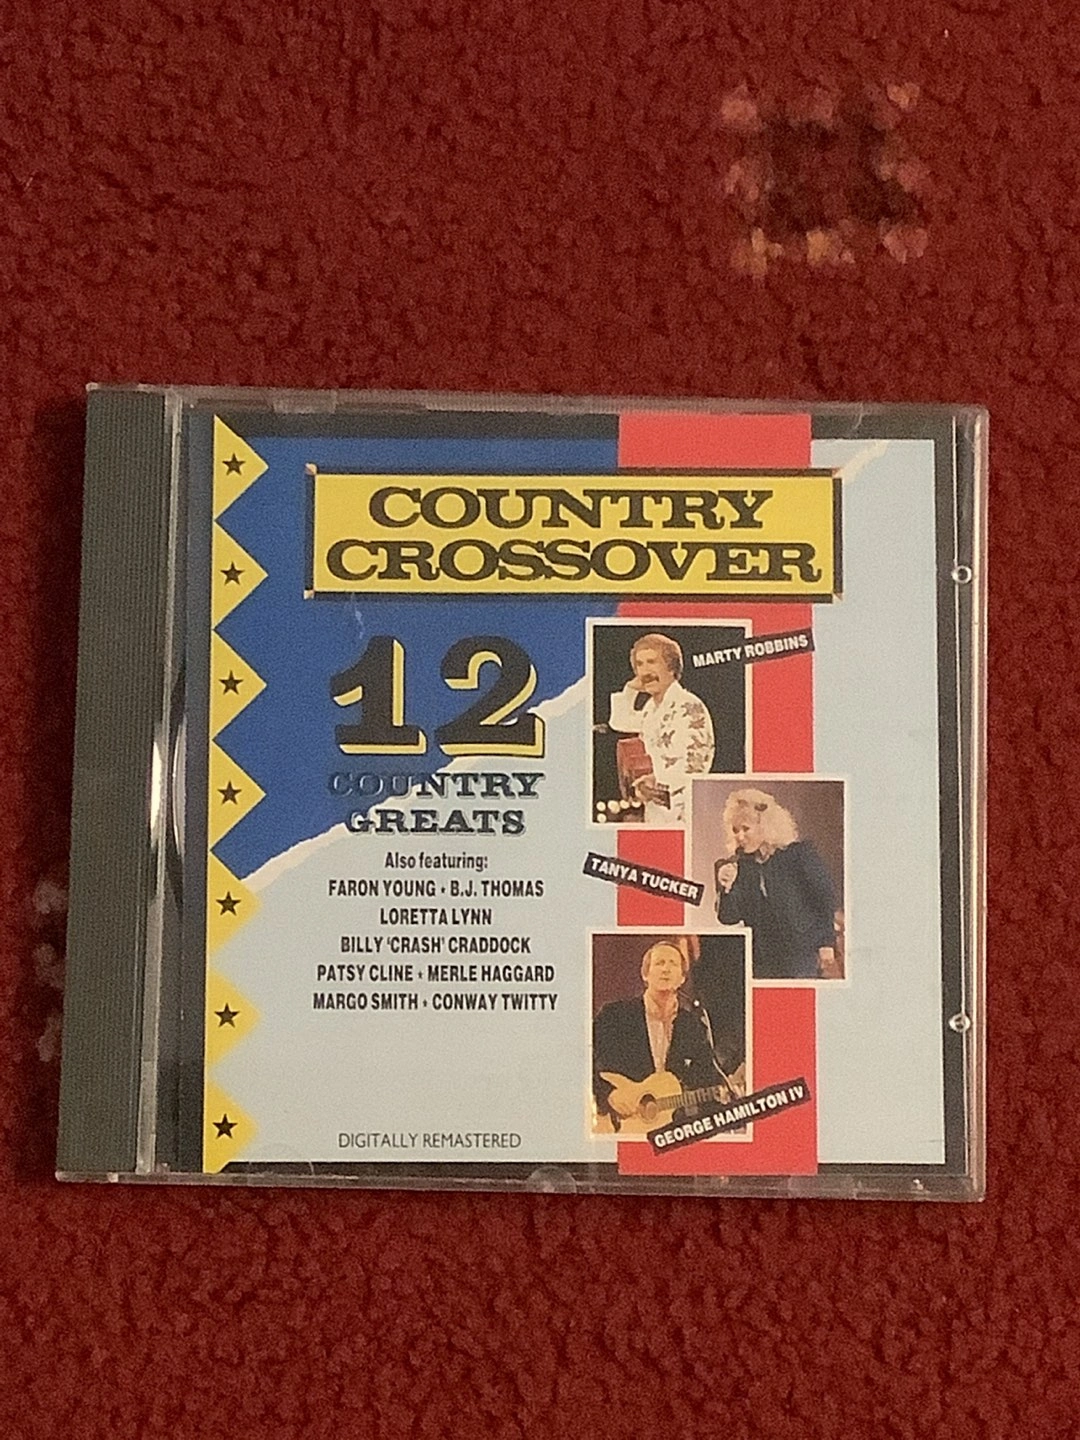 COUNTRY
CROSSOVER
12
COUNTRY
GREATS
Also featuring:
FARON YOUNG • B.J. THOMAS
LORETTA LYNN
BILLY 'CRASH' CRADDOCK
PATSY CLINE • MERLE HAGGARD
MARGO SMITH • CONWAY TWITTY
DIGITALLY REMASTERED
MARTY ROBBINS
TANYA TUCKER
GEORGE HAMILTON IV